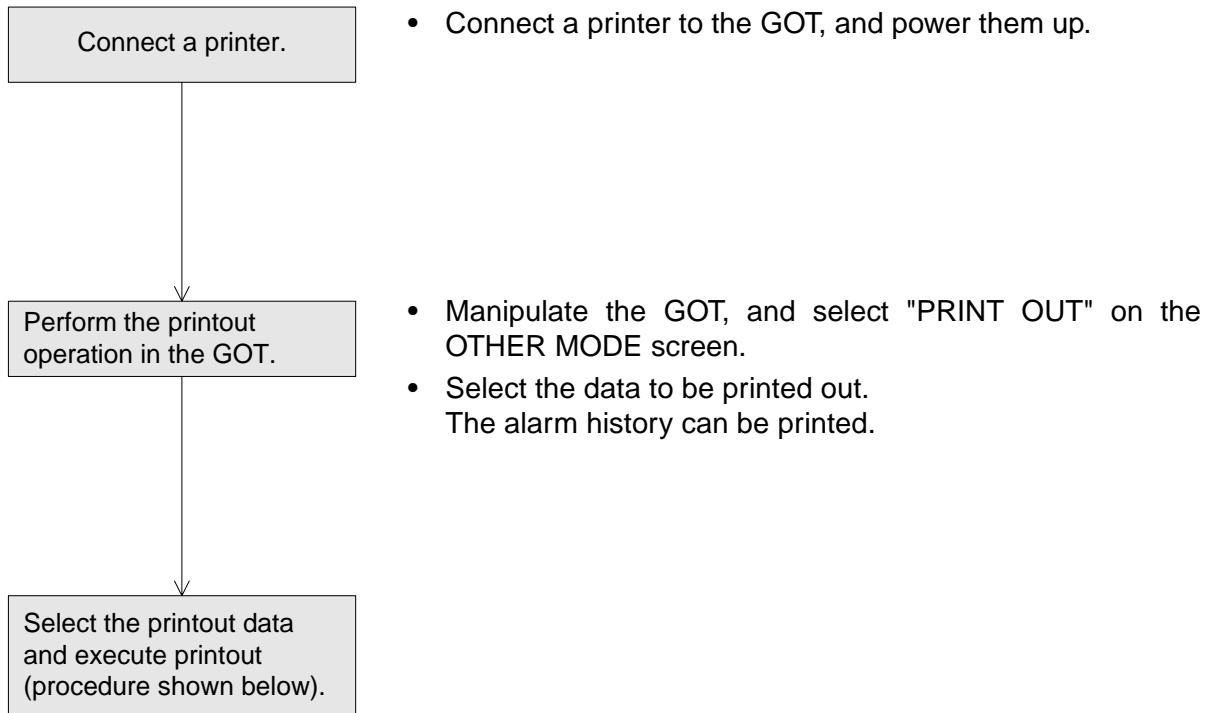 Connect a printer.
• Connect a printer to the GOT, and power them up.
Perform the printout
operation in the GOT.
• Manipulate the GOT, and select "PRINT OUT" on the
OTHER MODE screen.
• Select the data to be printed out.
The alarm history can be printed.
Select the printout data
and execute printout
(procedure shown below).